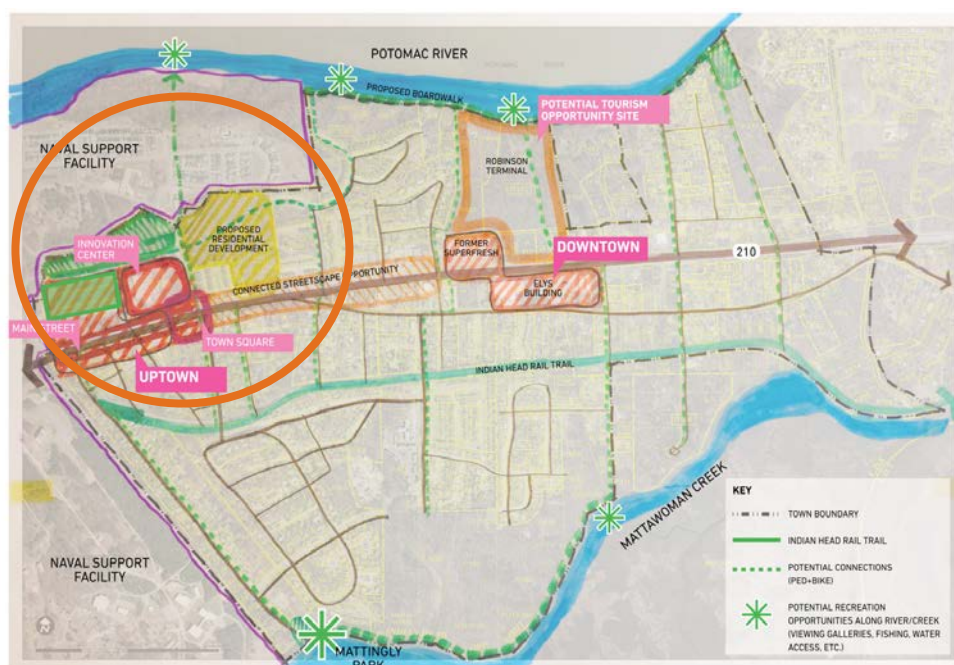 POTOMAC RIVER
PROPOSED BOARDWALK
POTENTIAL TOURISM
OPPORTUNITY SITE
NAVAL SUPPORT
FACILITY
ROBINSON
TERMINAL
PROPOSED
RESIDENTIAL
DEVELOPMENT
INNOVATION
CENTER
FORMER
SUPERFRESH
DOWNTOWN
210
CONNECTED STREETSCAPE OPPORTUNITY
ELYS
BUILDING
MAIN STREET
TOWN SQUARE
UPTOWN
INDIAN HEAD RAIL TRAIL
MATTAWOMAN CREEK
NAVAL SUPPORT
FACILITY
MATTINGLY
PARK
KEY
TOWN BOUNDARY
INDIAN HEAD RAIL TRAIL
POTENTIAL CONNECTIONS
(PED+BIKE)
POTENTIAL RECREATION
OPPORTUNITIES ALONG RIVER/CREEK
(VIEWING GALLERIES, FISHING, WATER
ACCESS, ETC.)